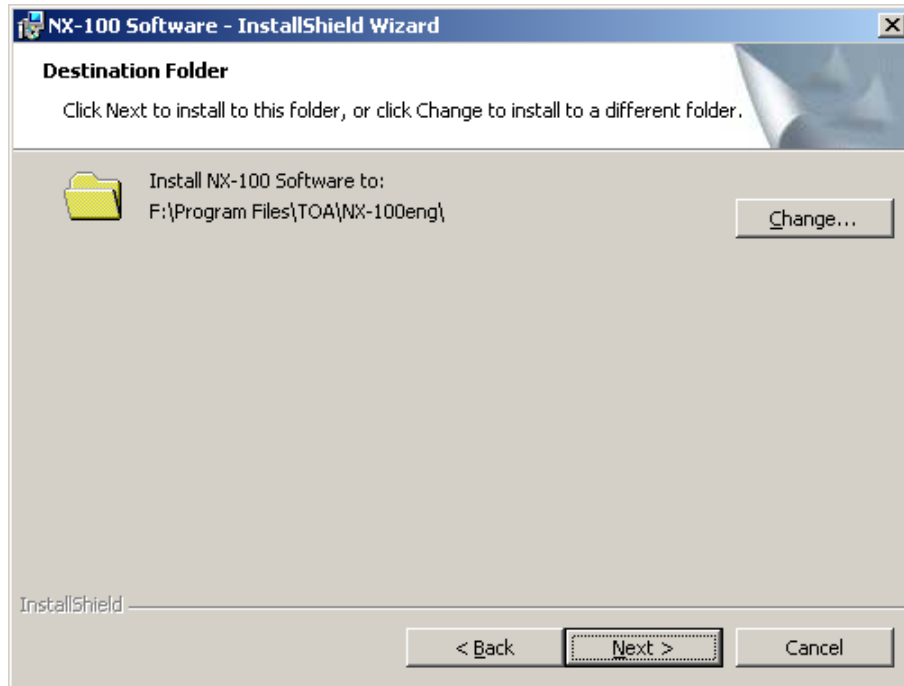 NX-100 Software - InstallShield Wizard
Destination Folder
Click Next to install to this folder, or click Change to install to a different folder.
Install NX-100 Software to:
F:\Program Files\TOA\NX-100eng\
Change...
InstallShield
< Back
Next >
Cancel